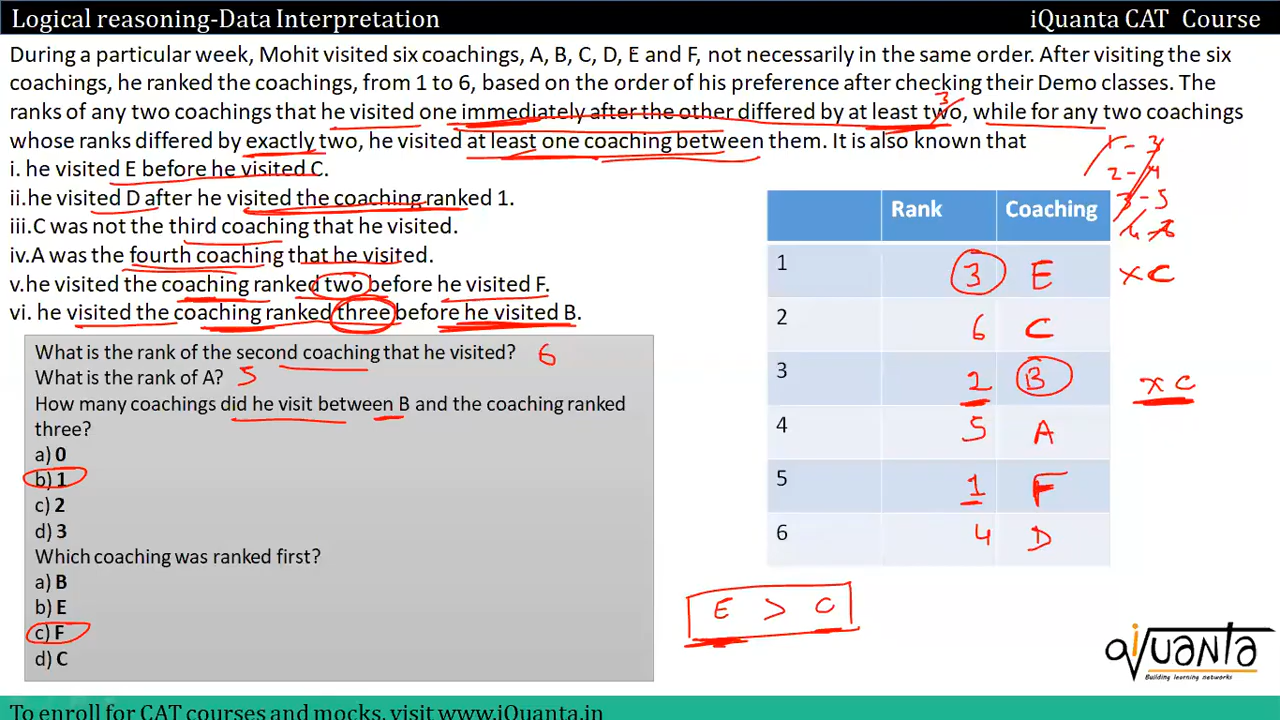 Logical reasoning-Data Interpretation
iQuanta CAT Course
During a particular week, Mohit visited six coachings, A, B, C, D, E and F, not necessarily in the same order. After visiting the six
coachings, he ranked the coachings, from 1 to 6, based on the order of his preference after checking their Demo classes. The
ranks of any two coachings that he visited one immediately after the other differed by at least two, while for any two coachings
3
whose ranks differed by exactly two, he visited at least one coaching between them. It is also known that
1 - 3
2 - 4
3 - 5
4 - 6
i. he visited E before he visited C.
ii.he visited D after he visited the coaching ranked 1.
iii.C was not the third coaching that he visited.
iv.A was the fourth coaching that he visited.
v.he visited the coaching ranked two before he visited F.
vi. he visited the coaching ranked three before he visited B.
What is the rank of the second coaching that he visited? 6
What is the rank of A? 5
How many coachings did he visit between B and the coaching ranked
three?
a) 0
b) 1
c) 2
d) 3
Which coaching was ranked first?
a) B
b) E
c) F
d) C
Rank Coaching
1 3 E x C
2 6 C
3 2 B x C
4 5 A
5 1 F
6 4 D
E > C
iQuanta
Building learning networks
To enroll for CAT courses and mocks, visit www.iQuanta.in